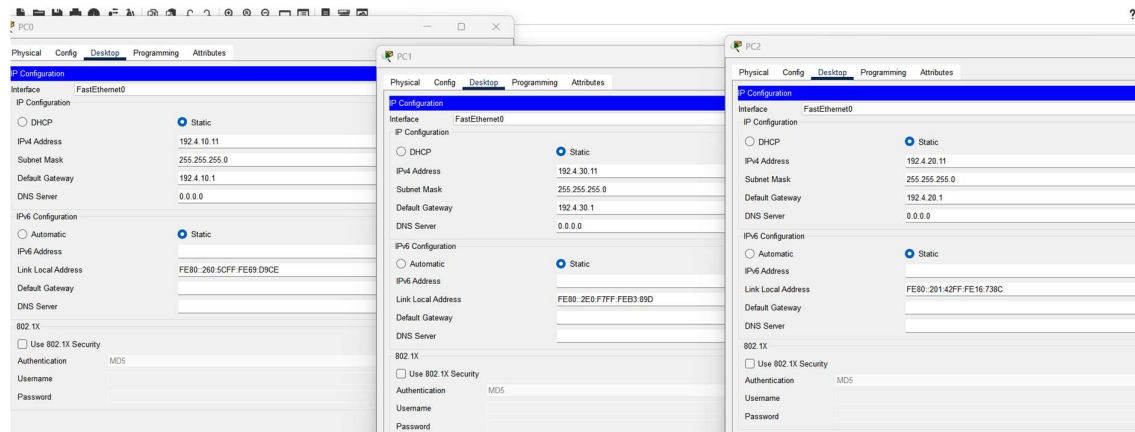 PC0
Physical Config Desktop Programming Attributes
IP Configuration
Interface FastEthernet0
IP Configuration
DHCP Static
IPv4 Address 192.4.10.11
Subnet Mask 255.255.255.0
Default Gateway 192.4.10.1
DNS Server 0.0.0.0
IPv6 Configuration
Automatic Static
IPv6 Address
Link Local Address FE80::260:5CFF:FE69:D9CE
Default Gateway
DNS Server
802.1X
Use 802.1X Security
Authentication MD5
Username
Password
PC1
Physical Config Desktop Programming Attributes
IP Configuration
Interface FastEthernet0
IP Configuration
DHCP Static
IPv4 Address 192.4.30.11
Subnet Mask 255.255.255.0
Default Gateway 192.4.30.1
DNS Server 0.0.0.0
IPv6 Configuration
Automatic Static
IPv6 Address
Link Local Address FE80::2E0:F7FF:FEB3:89D
Default Gateway
DNS Server
802.1X
Use 802.1X Security
Authentication MD5
Username
Password
PC2
Physical Config Desktop Programming Attributes
IP Configuration
Interface FastEthernet0
IP Configuration
DHCP Static
IPv4 Address 192.4.20.11
Subnet Mask 255.255.255.0
Default Gateway 192.4.20.1
DNS Server 0.0.0.0
IPv6 Configuration
Automatic Static
IPv6 Address
Link Local Address FE80::201:42FF:FE16:738C
Default Gateway
DNS Server
802.1X
Use 802.1X Security
Authentication MD5
Username
Password